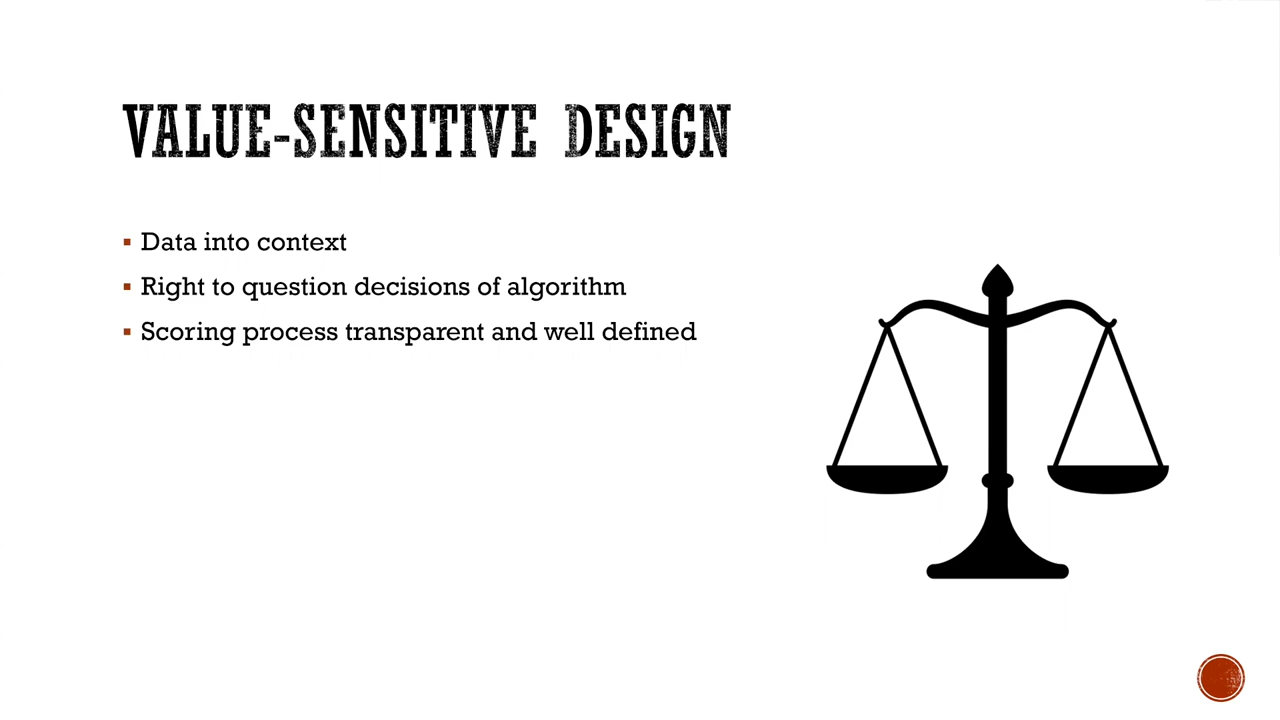 VALUE-SENSITIVE DESIGN
Data into context
Right to question decisions of algorithm
Scoring process transparent and well defined